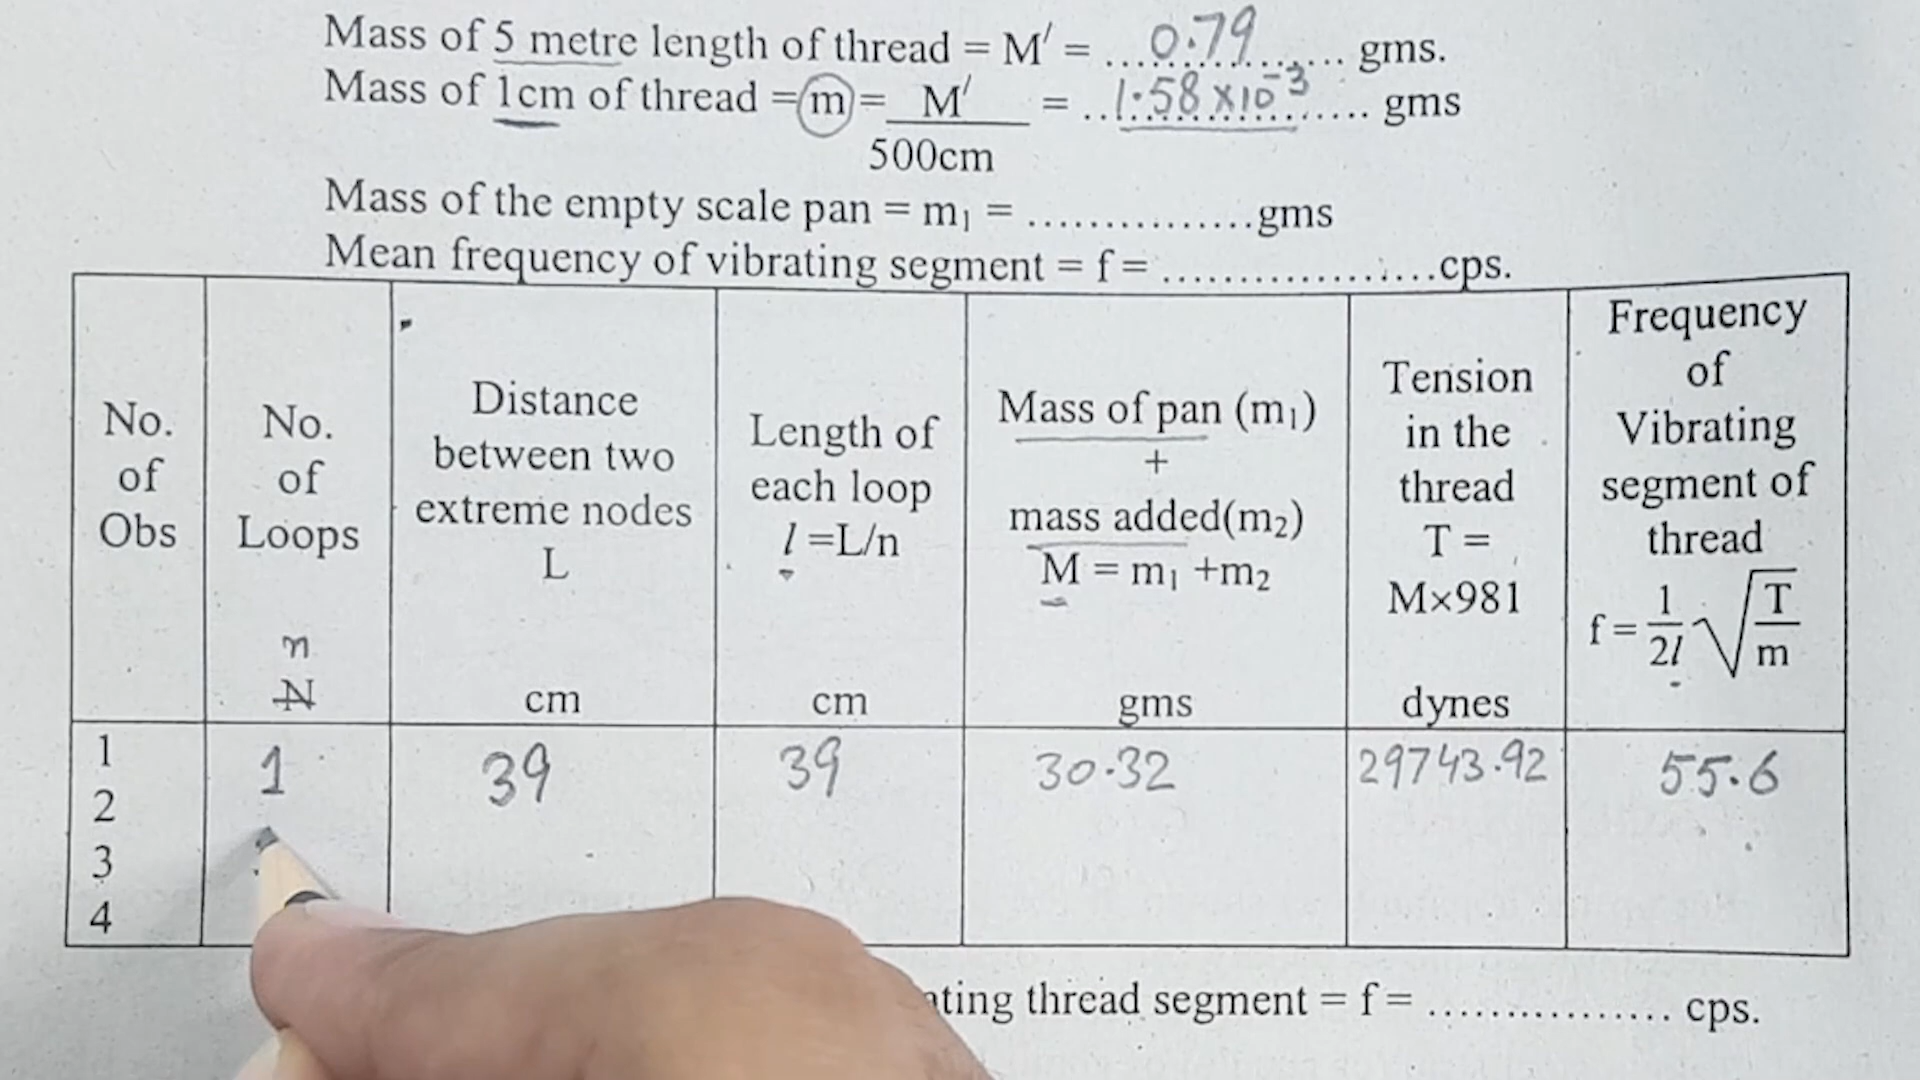 Mass of 5 metre length of thread = M′ = ...0.79... gms.
Mass of 1cm of thread = m = M′ / 500cm = ..1.58 x10⁻³... gms
Mass of the empty scale pan = m₁ = ...............gms
Mean frequency of vibrating segment = f = ..................cps.
No. of Obs
No. of Loops n N
Distance between two extreme nodes L cm
Length of each loop l =L/n cm
Mass of pan (m₁) + mass added(m₂) M = m₁ +m₂ gms
Tension in the thread T = M×981 dynes
Frequency of Vibrating segment of thread f = 1/2l √T/m
1 1 39 39 30.32 29743.92 55.6
2
3
4
thread segment = f = ................ cps.